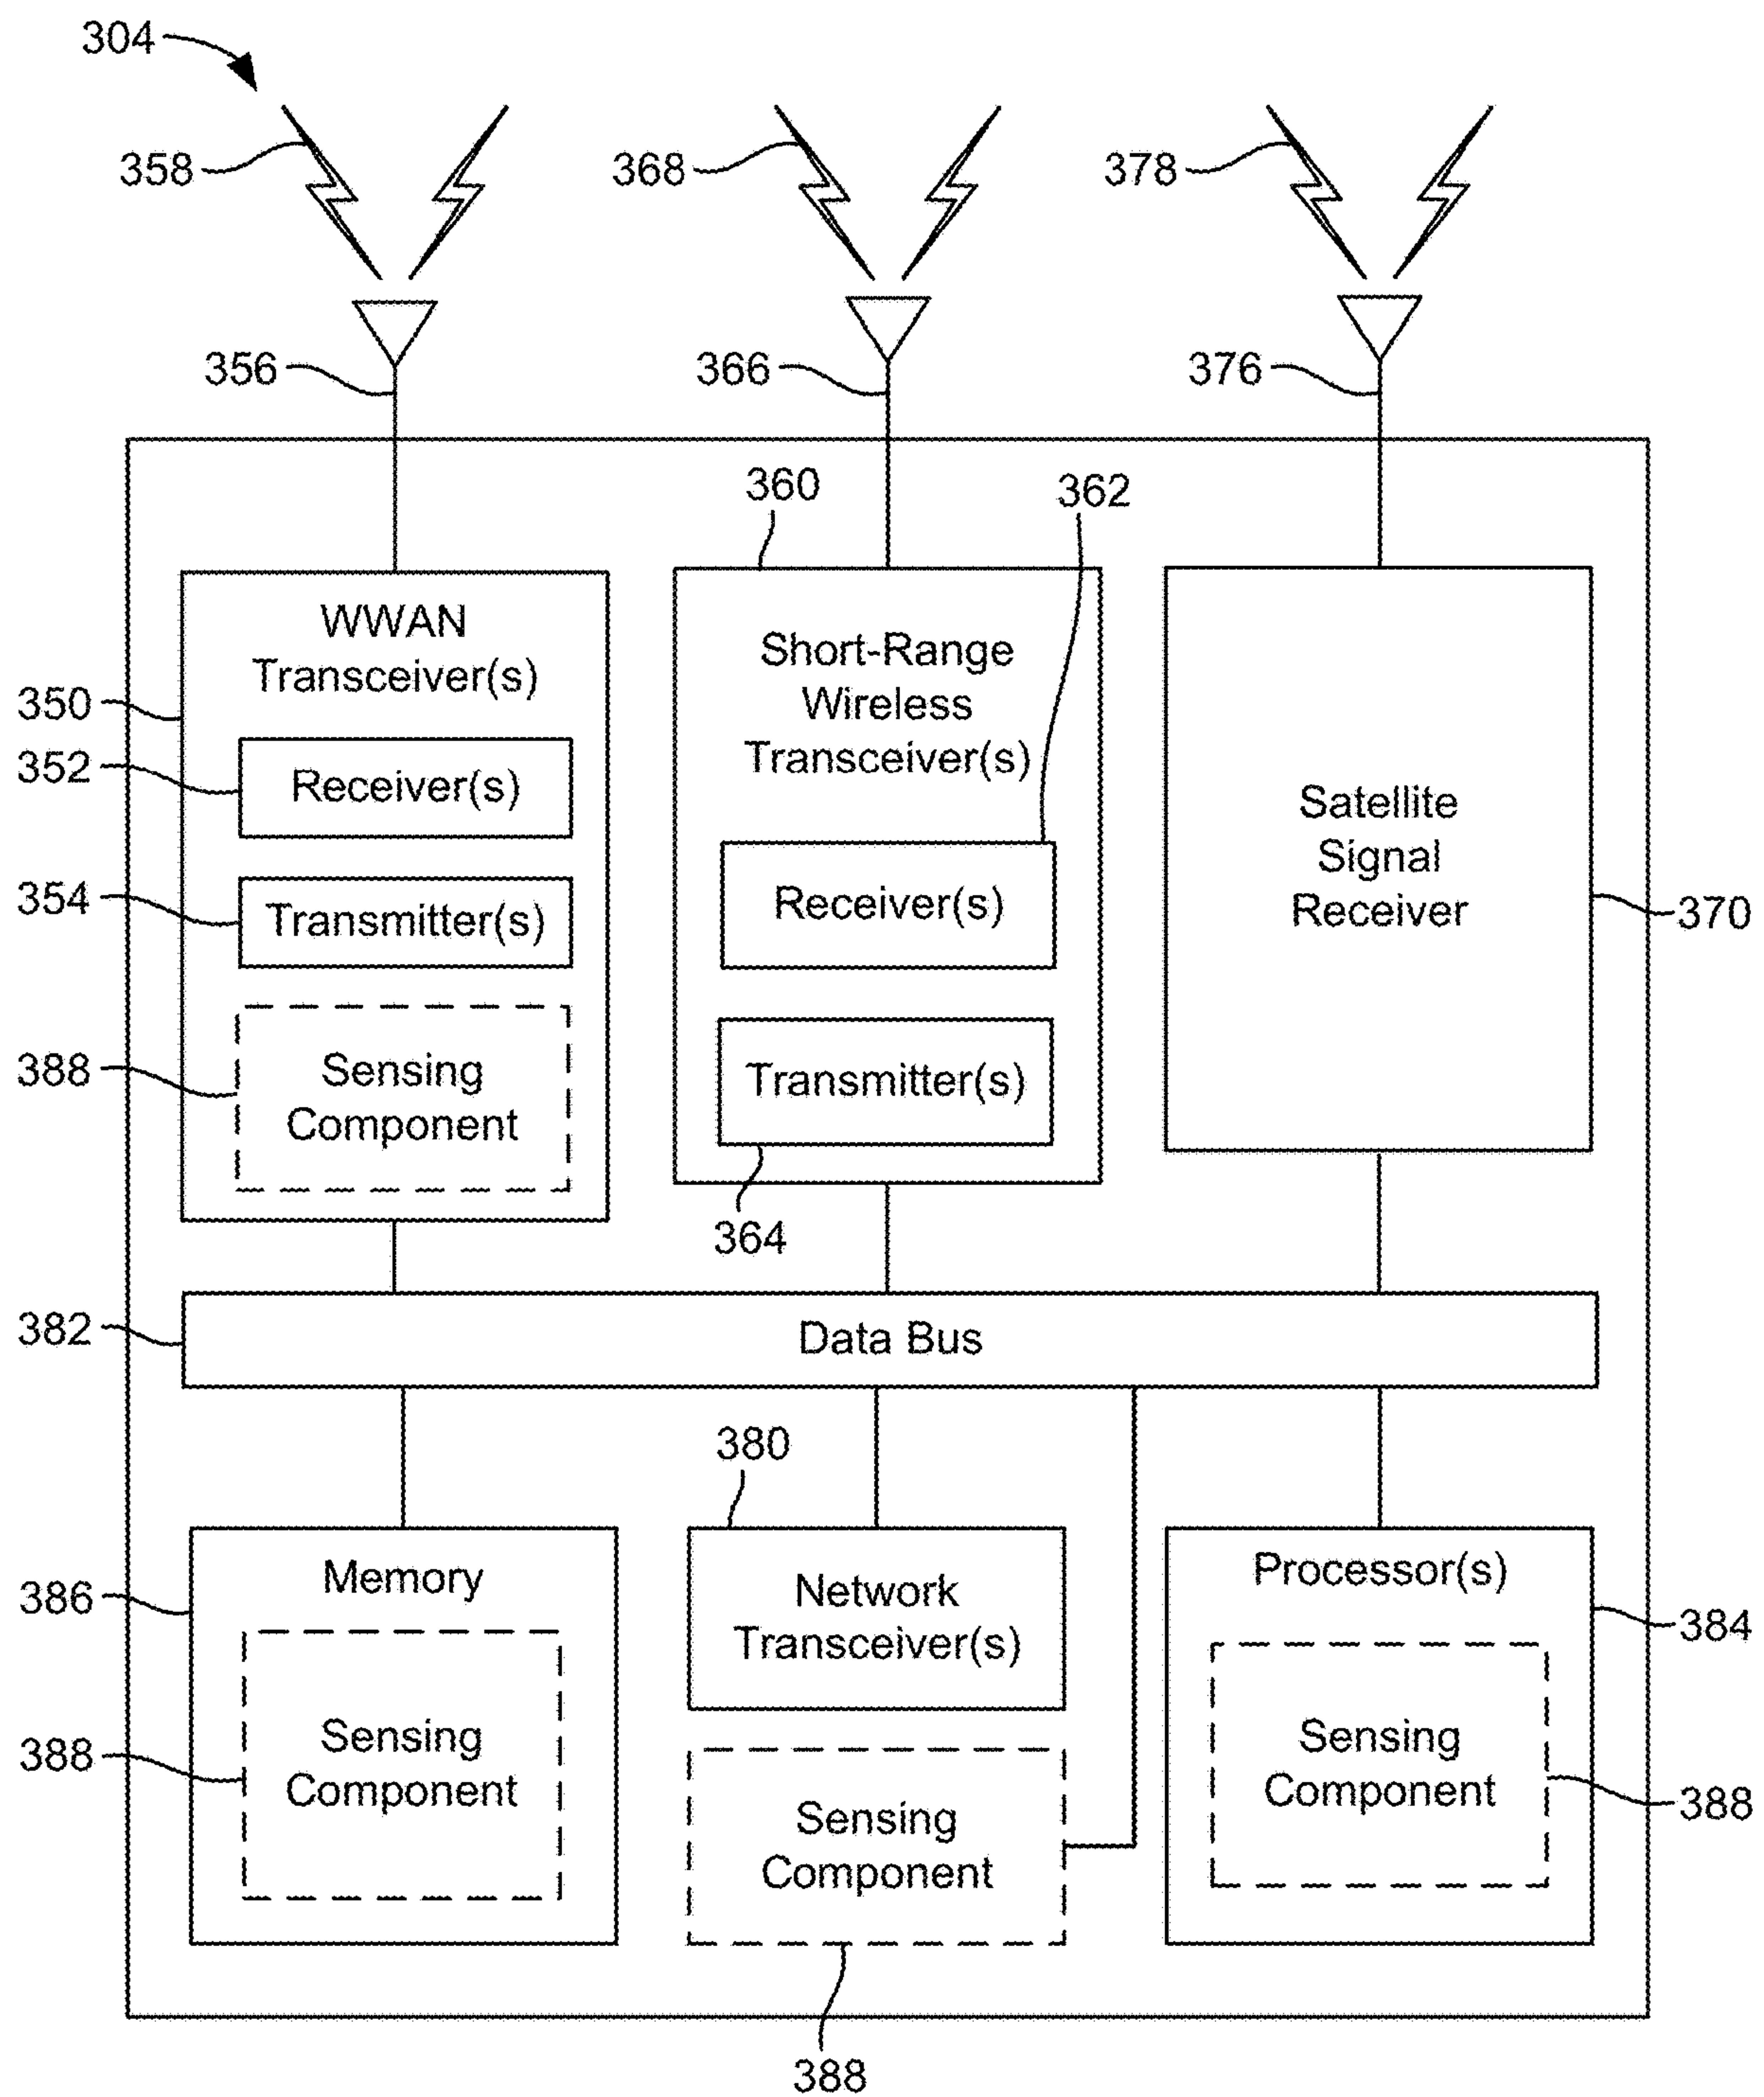 304
358
368
378
356
366
376
360
362
WWAN
Transceiver(s)
350
352
Receiver(s)
354
Transmitter(s)
388
Sensing
Component
Short-Range
Wireless
Transceiver(s)
Receiver(s)
Transmitter(s)
364
Satellite
Signal
Receiver
370
382
Data Bus
380
386
Memory
388
Sensing
Component
Network
Transceiver(s)
Sensing
Component
388
Processor(s)
384
Sensing
Component
388